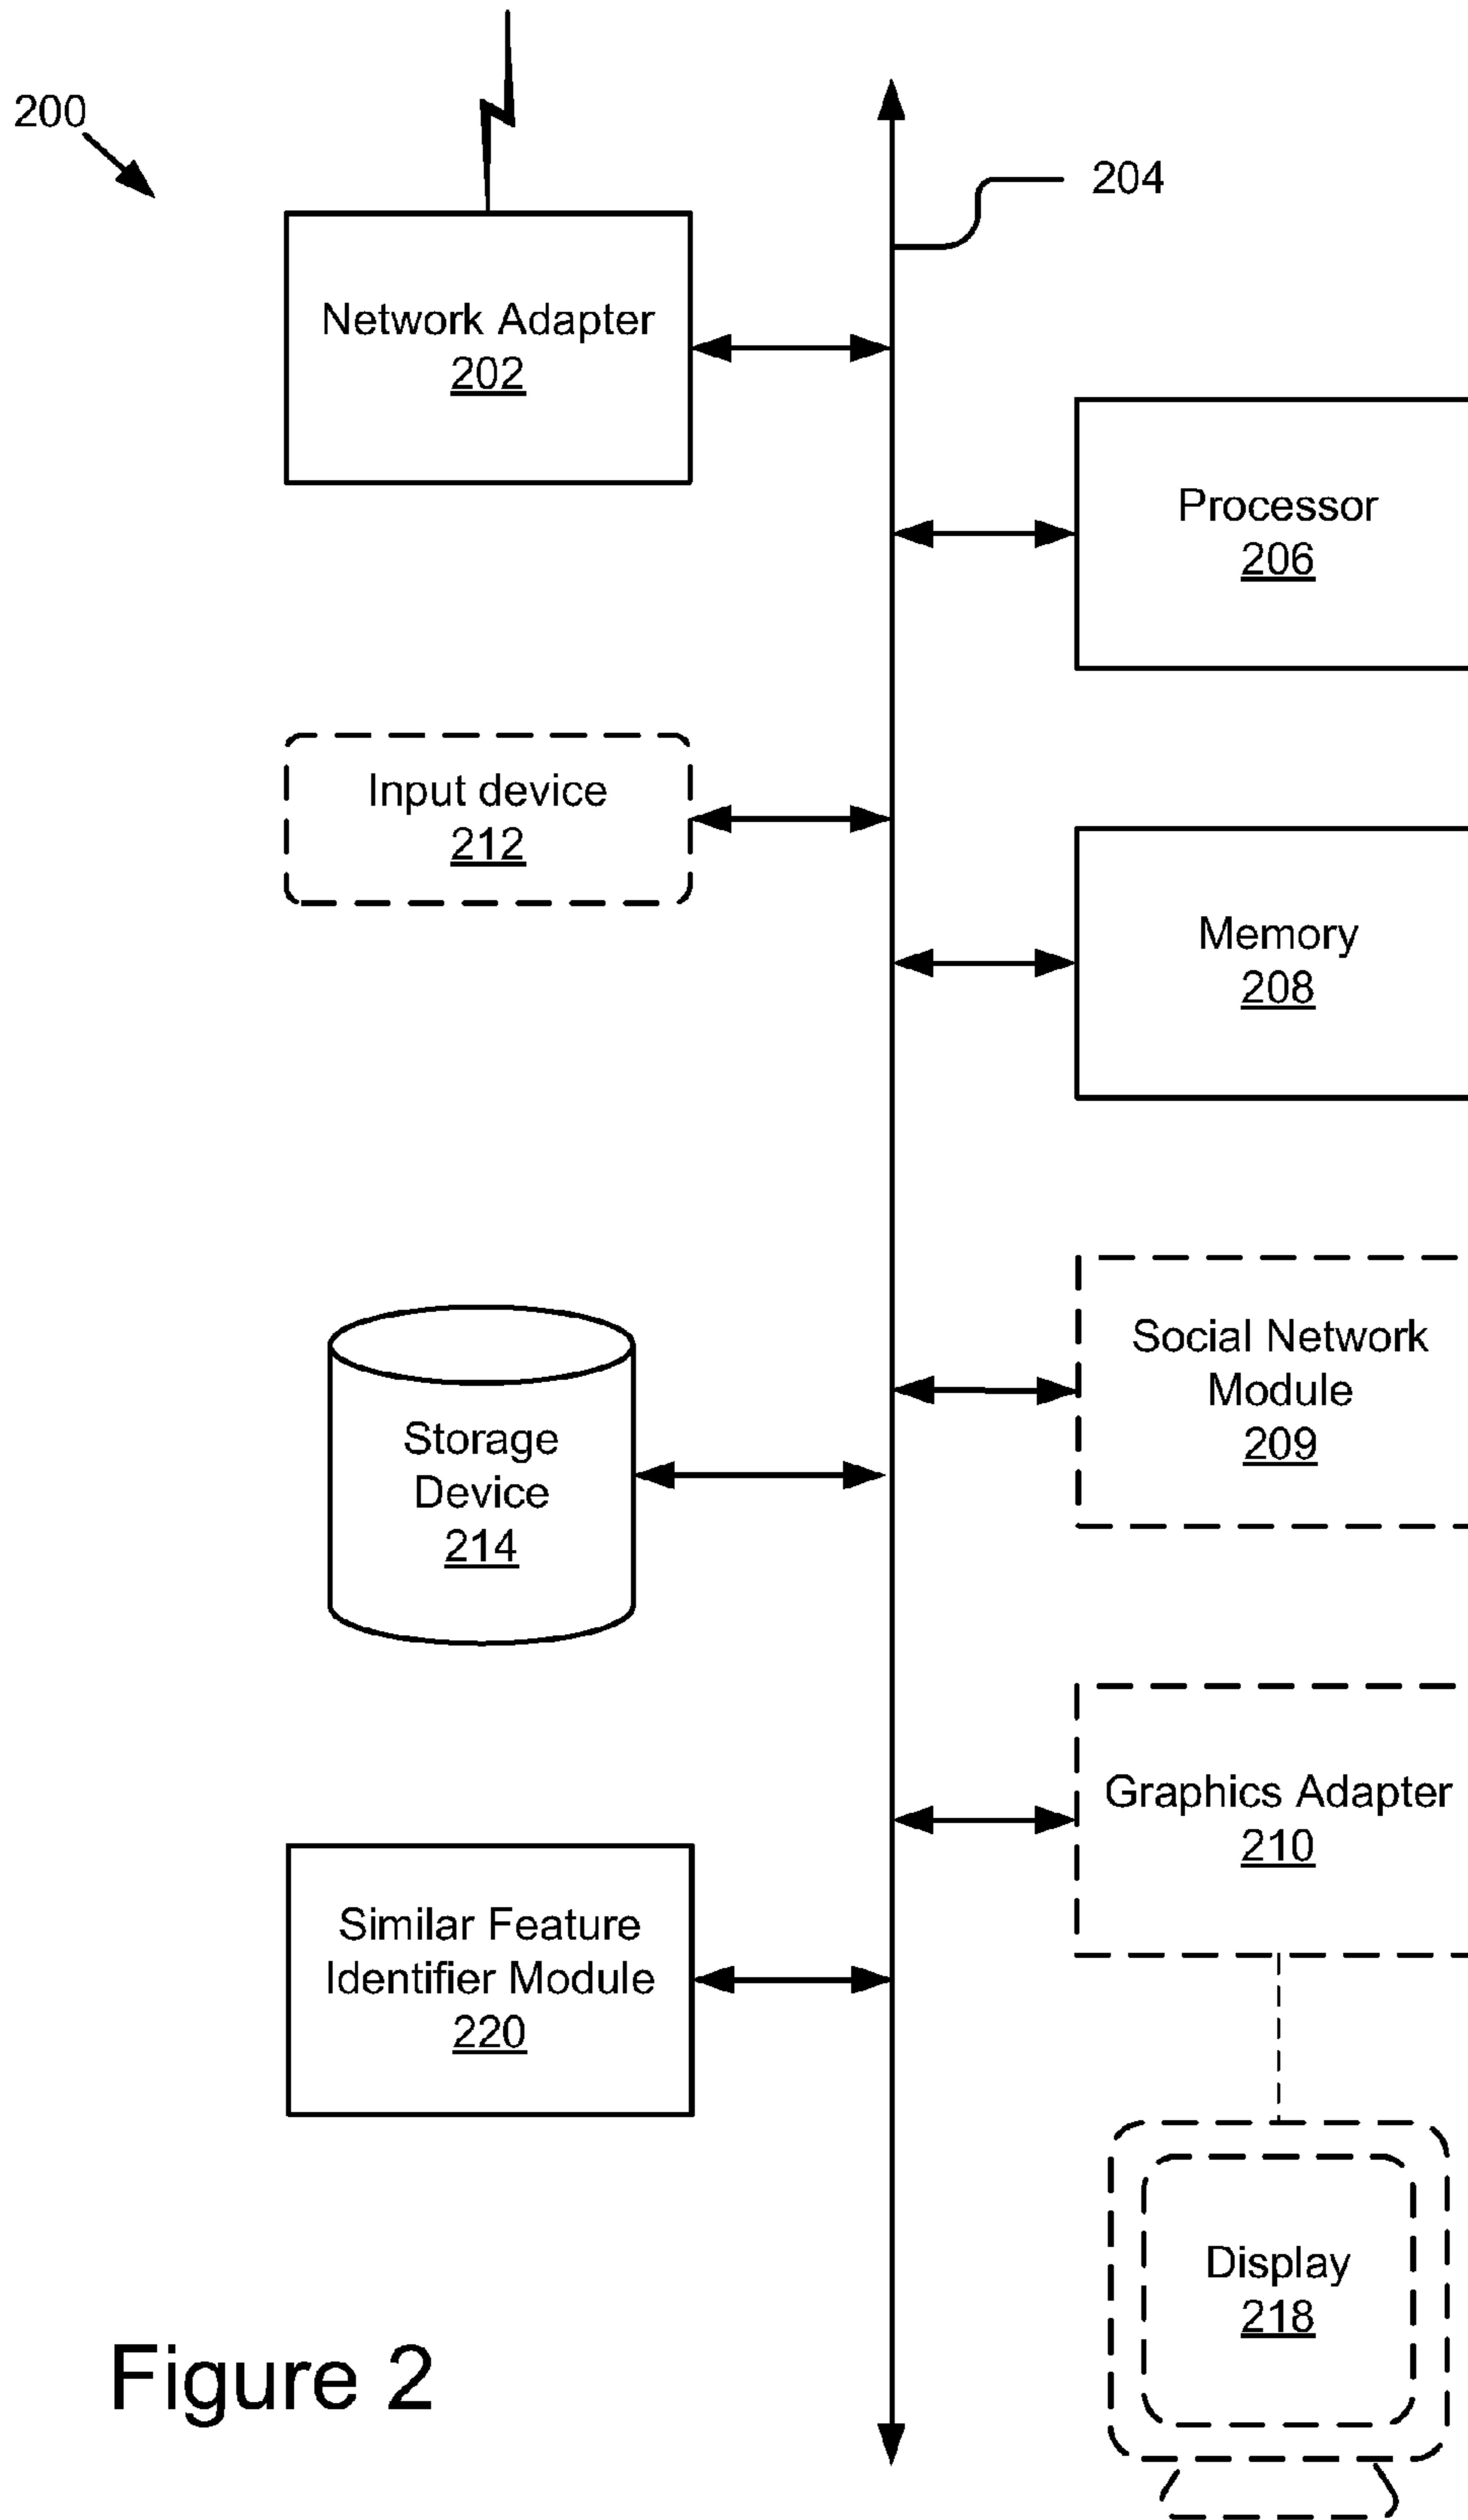 200
204
Network Adapter
202
Processor
206
Input device
212
Memory
208
Social Network
Module
209
Storage
Device
214
Graphics Adapter
210
Similar Feature
Identifier Module
220
Display
218
Figure 2